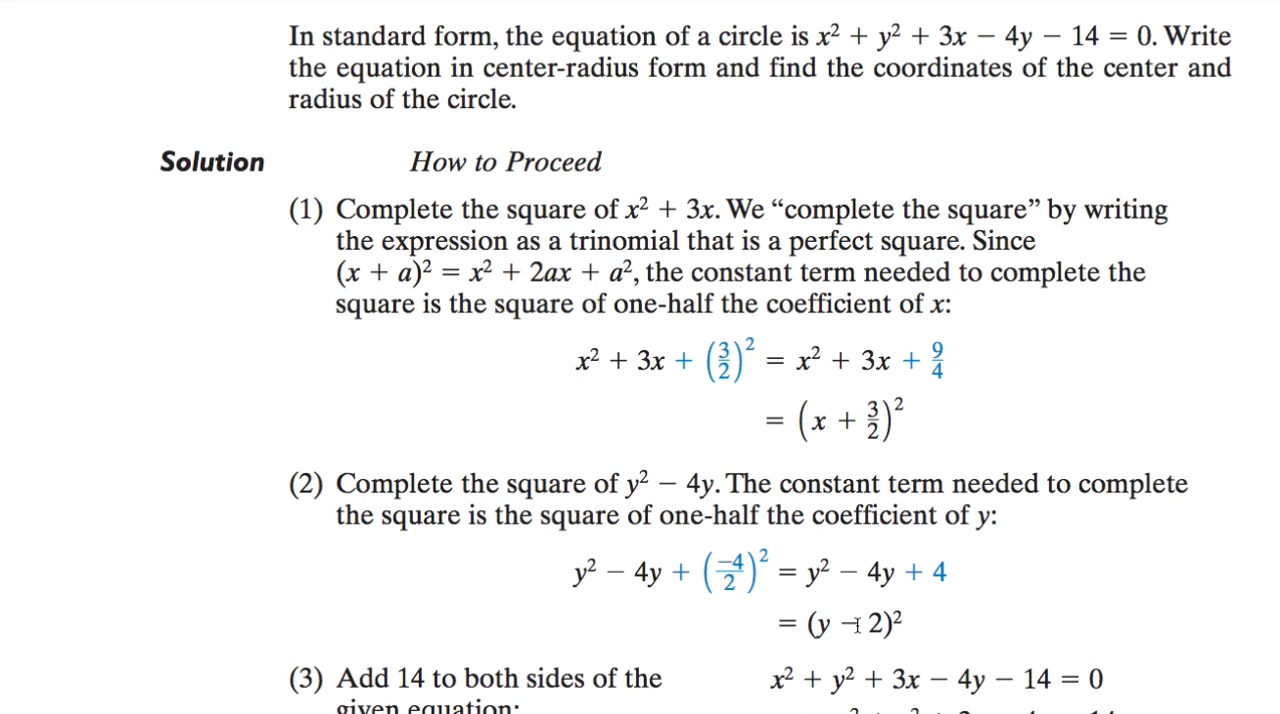 In standard form, the equation of a circle is x² + y² + 3x − 4y − 14 = 0. Write
the equation in center-radius form and find the coordinates of the center and
radius of the circle.
Solution How to Proceed
(1) Complete the square of x² + 3x. We “complete the square” by writing
the expression as a trinomial that is a perfect square. Since
(x + a)² = x² + 2ax + a², the constant term needed to complete the
square is the square of one-half the coefficient of x:
x² + 3x + (3/2)² = x² + 3x + 9/4
= (x + 3/2)²
(2) Complete the square of y² − 4y. The constant term needed to complete
the square is the square of one-half the coefficient of y:
y² − 4y + (−4/2)² = y² − 4y + 4
= (y − 2)²
(3) Add 14 to both sides of the x² + y² + 3x − 4y − 14 = 0
given equation: